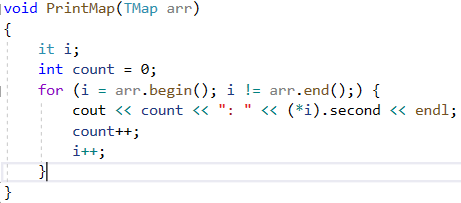 void PrintMap(TMap arr)
{
    it i;
    int count = 0;
    for (i = arr.begin(); i != arr.end();) {
        cout << count << ": " << (*i).second << endl;
        count++;
        i++;
    }
}